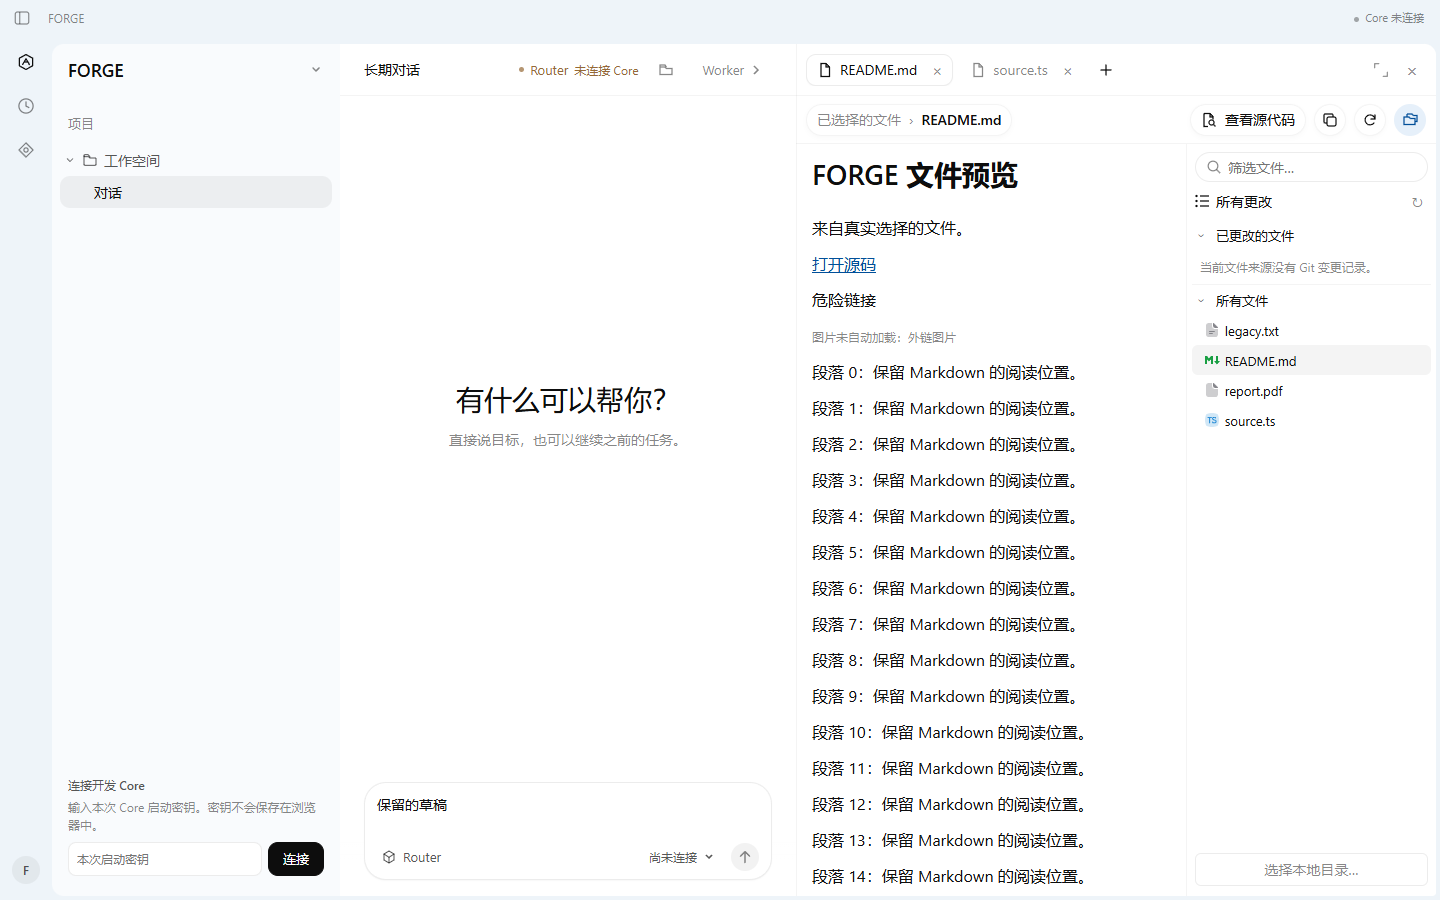 FORGE
Core 未连接
FORGE
项目
工作空间
对话
连接开发 Core
输入本次 Core 启动密钥。密钥不会保存在浏览
器中。
本次启动密钥
连接
F
长期对话
Router 未连接 Core
Worker
有什么可以帮你?
直接说目标，也可以继续之前的任务。
保留的草稿
Router
尚未连接
README.md ×
source.ts ×
+
×
已选择的文件 › README.md
查看源代码
FORGE 文件预览
来自真实选择的文件。
打开源码
危险链接
图片未自动加载：外链图片
段落 0：保留 Markdown 的阅读位置。
段落 1：保留 Markdown 的阅读位置。
段落 2：保留 Markdown 的阅读位置。
段落 3：保留 Markdown 的阅读位置。
段落 4：保留 Markdown 的阅读位置。
段落 5：保留 Markdown 的阅读位置。
段落 6：保留 Markdown 的阅读位置。
段落 7：保留 Markdown 的阅读位置。
段落 8：保留 Markdown 的阅读位置。
段落 9：保留 Markdown 的阅读位置。
段落 10：保留 Markdown 的阅读位置。
段落 11：保留 Markdown 的阅读位置。
段落 12：保留 Markdown 的阅读位置。
段落 13：保留 Markdown 的阅读位置。
段落 14：保留 Markdown 的阅读位置。
筛选文件...
所有更改
已更改的文件
当前文件来源没有 Git 变更记录。
所有文件
legacy.txt
README.md
report.pdf
TS source.ts
选择本地目录...